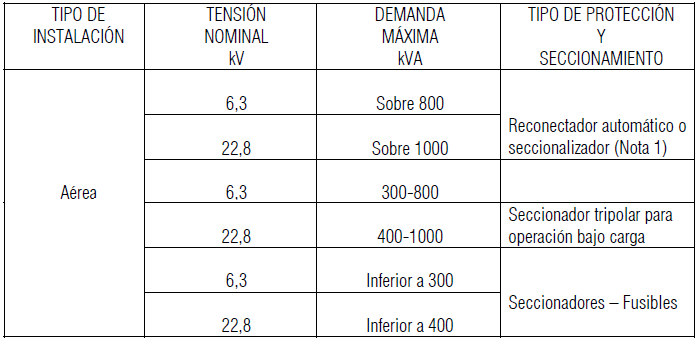 TIPO DE INSTALACIÓN
TENSIÓN NOMINAL kV
DEMANDA MÁXIMA kVA
TIPO DE PROTECCIÓN Y SECCIONAMIENTO
Aérea
6,3
Sobre 800
22,8
Sobre 1000
Reconectador automático o
seccionalizador (Nota 1)
6,3
300-800
22,8
400-1000
Seccionador tripolar para
operación bajo carga
6,3
Inferior a 300
22,8
Inferior a 400
Seccionadores – Fusibles